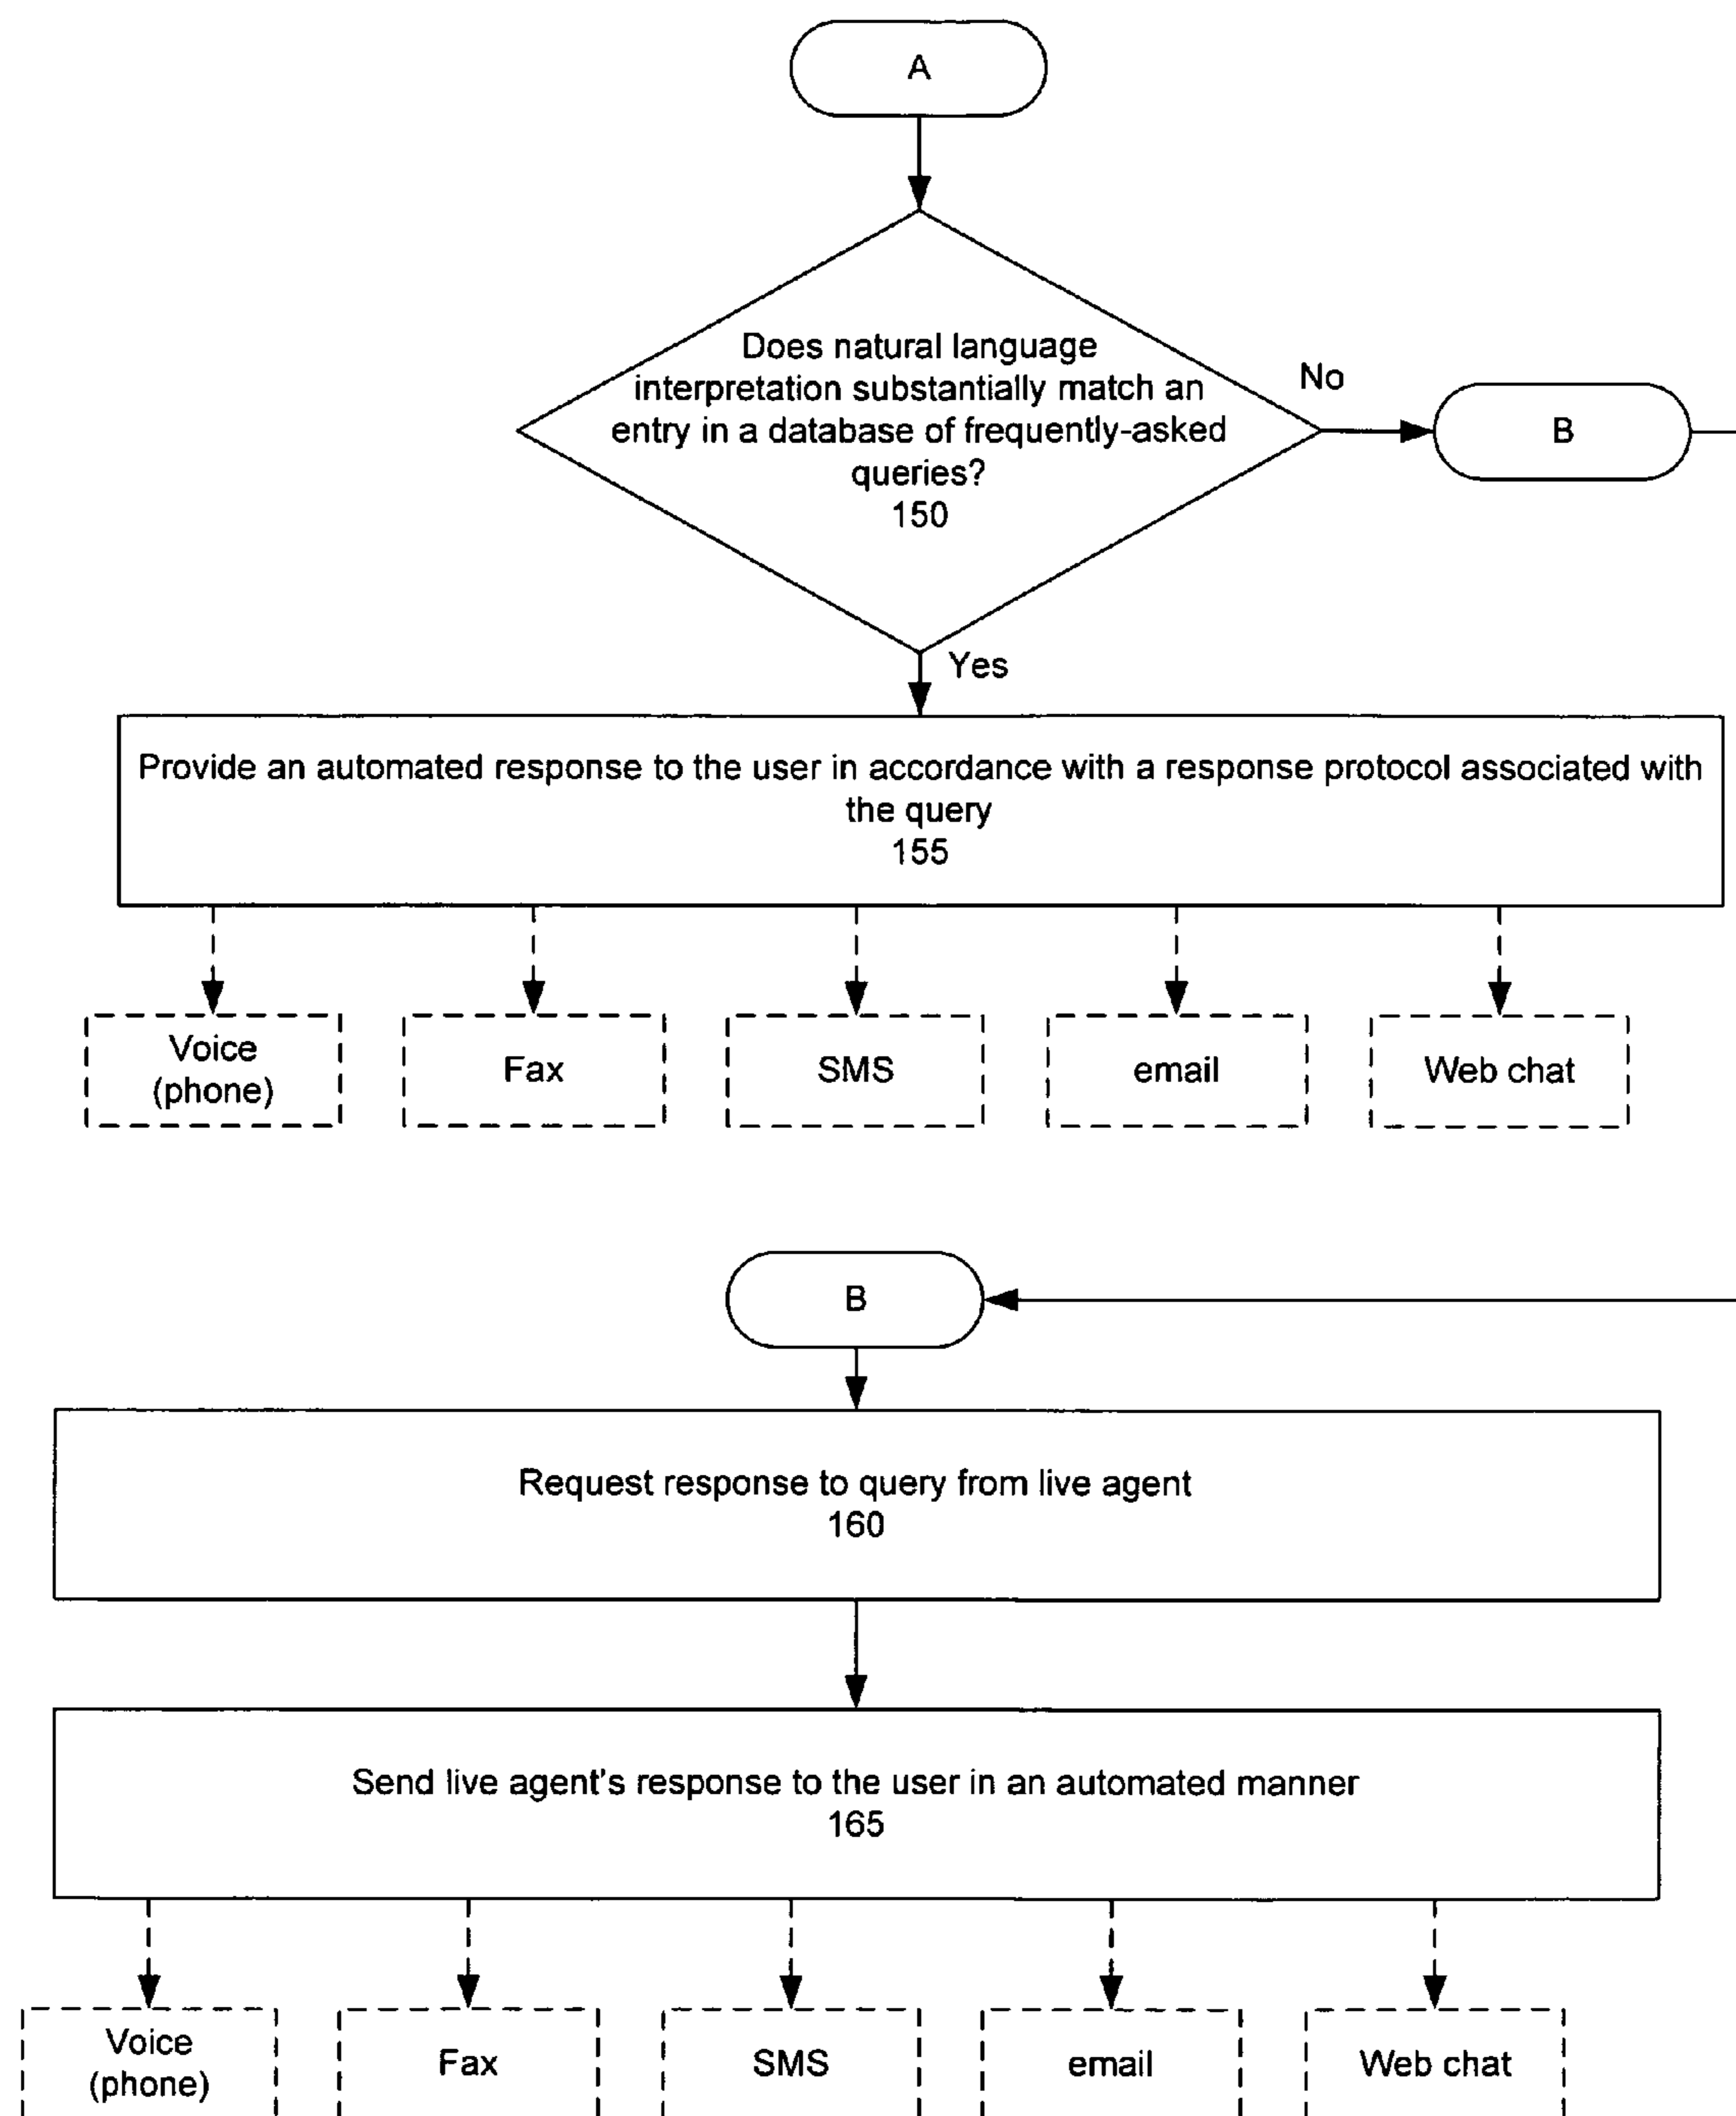 A
Does natural language
interpretation substantially match an
entry in a database of frequently-asked
queries?
150
No
B
Yes
Provide an automated response to the user in accordance with a response protocol associated with
the query
155
Voice
(phone)
Fax
SMS
email
Web chat
B
Request response to query from live agent
160
Send live agent's response to the user in an automated manner
165
Voice
(phone)
Fax
SMS
email
Web chat